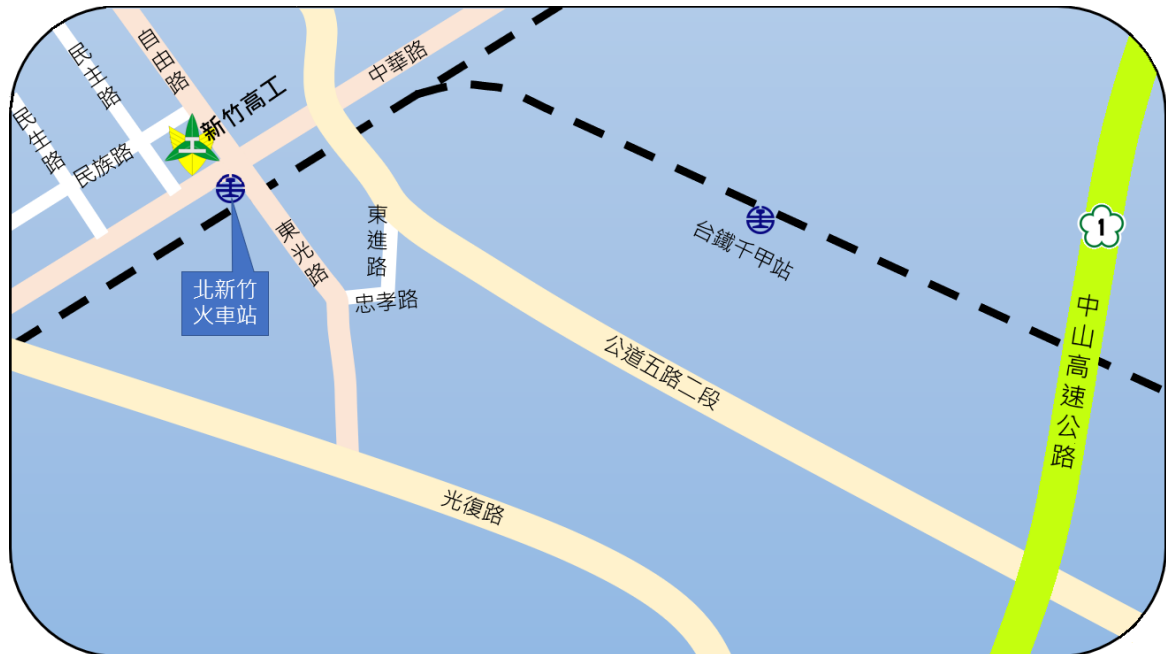 自由路
民主路
中華路
新竹高工
民生路
民族路
1
東進路
東光路
台鐵千甲站
北新竹
火車站
忠孝路
中山高速公路
公道五路二段
光復路